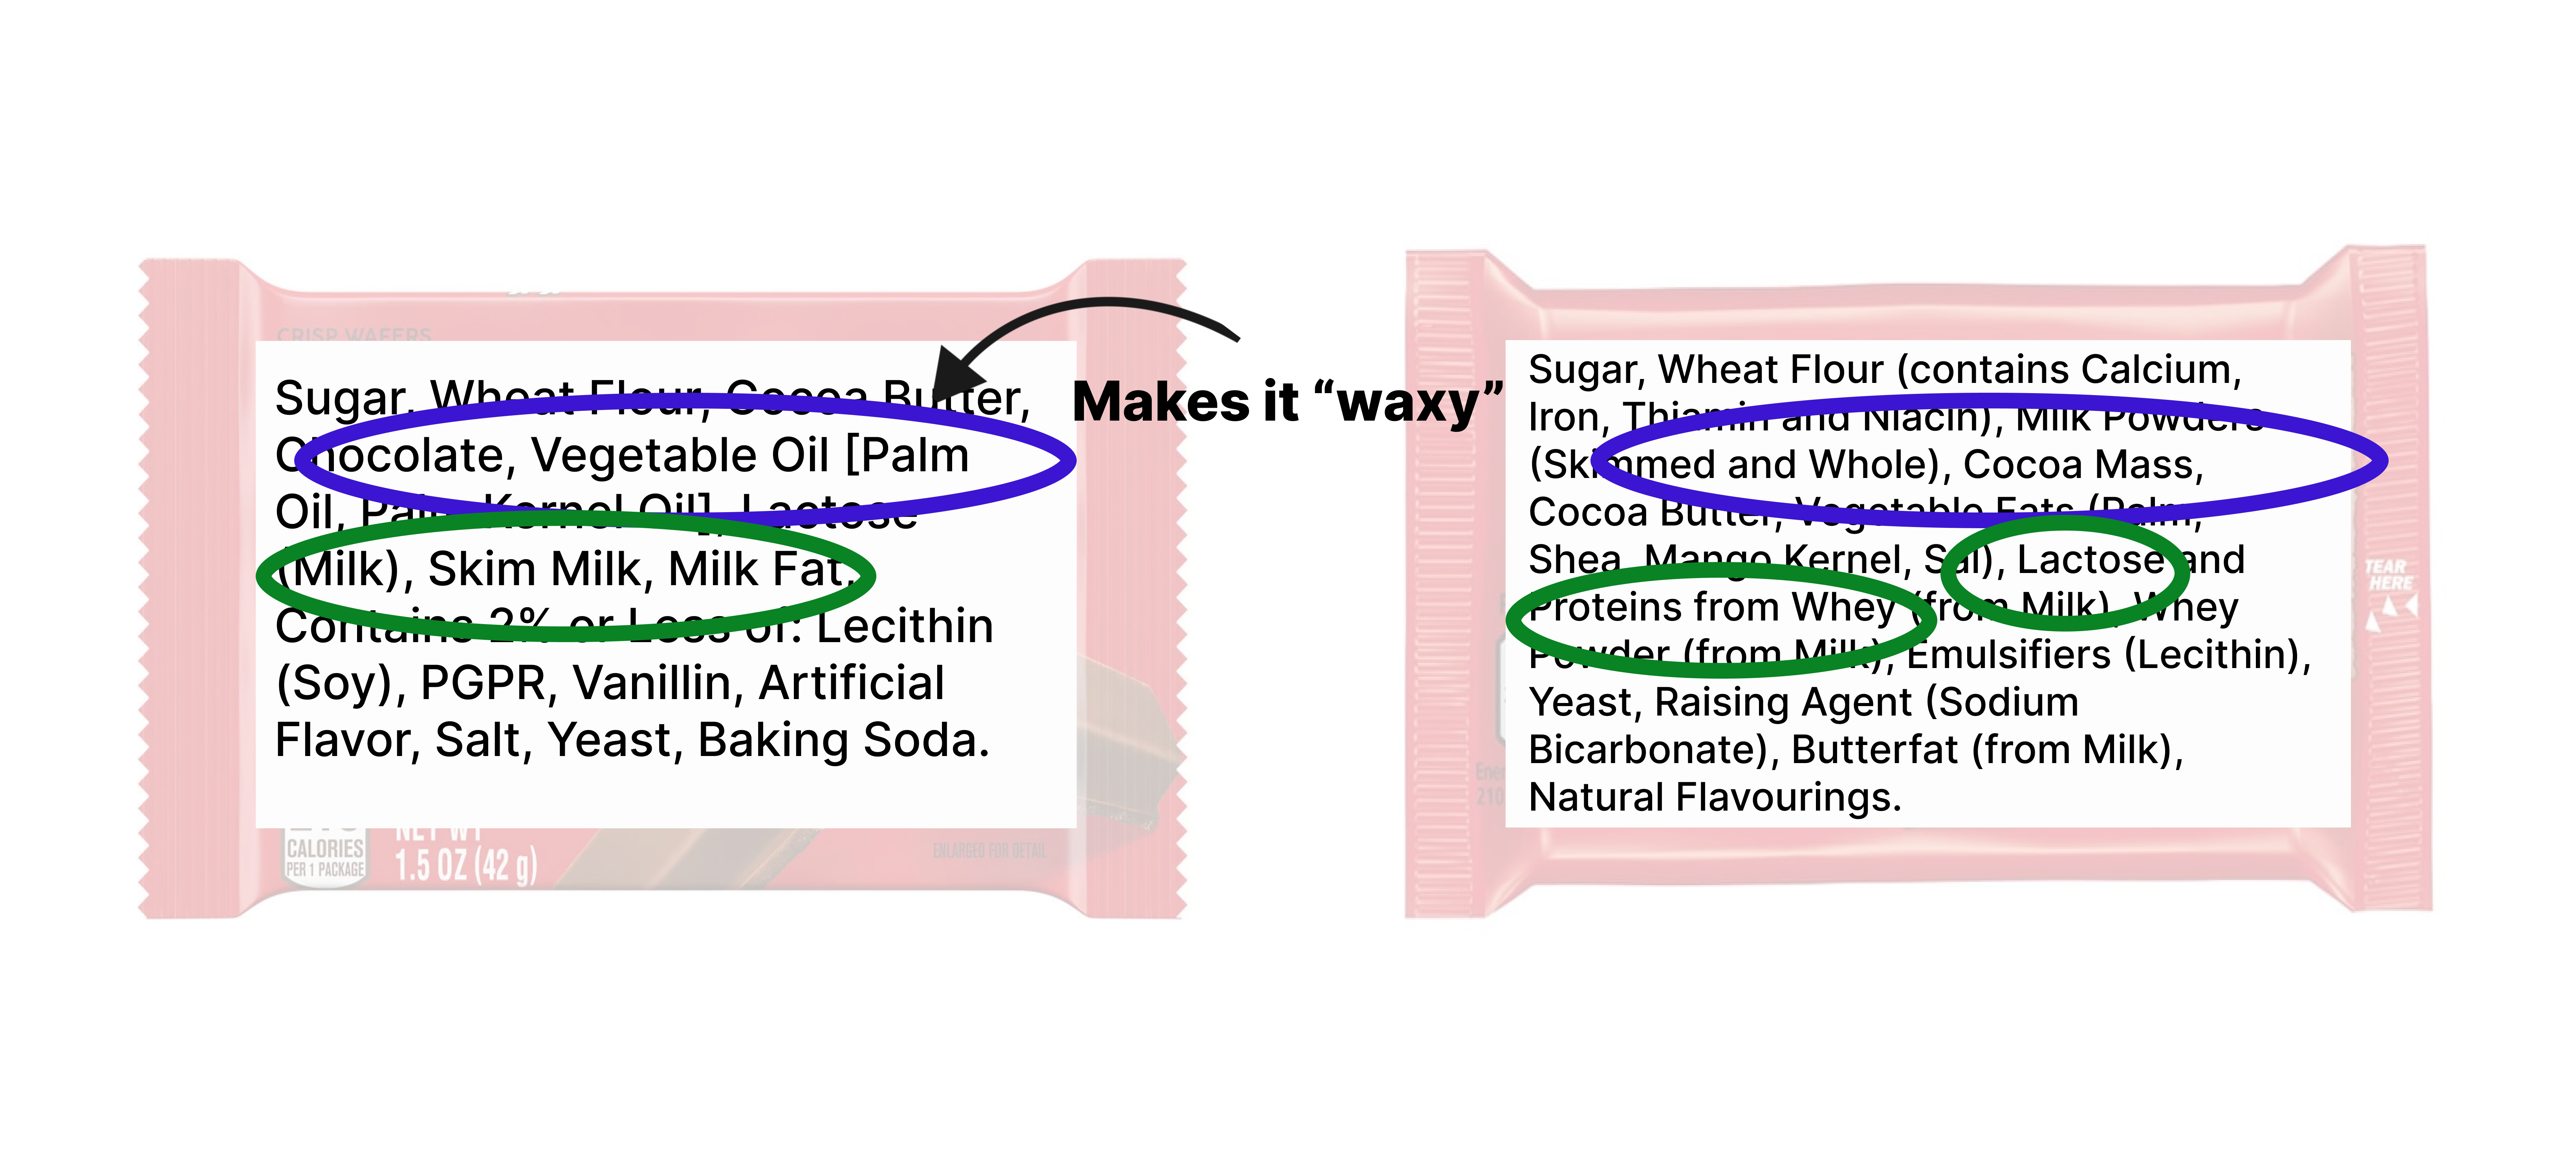 CRISP WAFERS
Sugar, Wheat Flour, Cocoa Butter,
Chocolate, Vegetable Oil [Palm
Oil, Palm Kernel Oil], Lactose
(Milk), Skim Milk, Milk Fat,
Contains 2% or Less of: Lecithin
(Soy), PGPR, Vanillin, Artificial
Flavor, Salt, Yeast, Baking Soda.
CALORIES
PER 1 PACKAGE
NET WT
1.5 OZ (42 g)
ENLARGED FOR DETAIL
Makes it “waxy”
Sugar, Wheat Flour (contains Calcium,
Iron, Thiamin and Niacin), Milk Powders
(Skimmed and Whole), Cocoa Mass,
Cocoa Butter, Vegetable Fats (Palm,
Shea, Mango Kernel, Sal), Lactose and
Proteins from Whey (from Milk), Whey
Powder (from Milk), Emulsifiers (Lecithin),
Yeast, Raising Agent (Sodium
Bicarbonate), Butterfat (from Milk),
Natural Flavourings.
TEAR
HERE